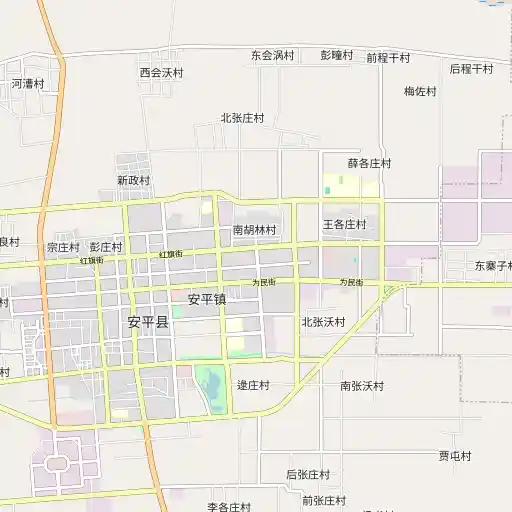 东会涡村
彭疃村
前程干村
后程干村
西会沃村
河漕村
梅佐村
北张庄村
薛各庄村
新政村
王各庄村
南胡林村
良村
宗庄村
彭庄村
红旗街
红旗街
东寨子村
为民街
为民街
村
安平镇
安平县
北张沃村
村
逯庄村
南张沃村
贾屯村
后张庄村
前张庄村
李各庄村